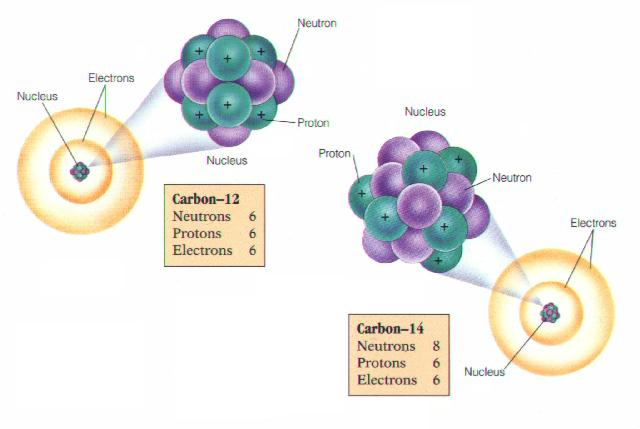 Neutron
Electrons
Nucleus
+ +
+
+
+ +
Proton
Nucleus
Carbon–12
Neutrons 6
Protons 6
Electrons 6
Nucleus
Proton
+ +
+
+
+
+
Neutron
Electrons
Carbon–14
Neutrons 8
Protons 6
Electrons 6
Nucleus